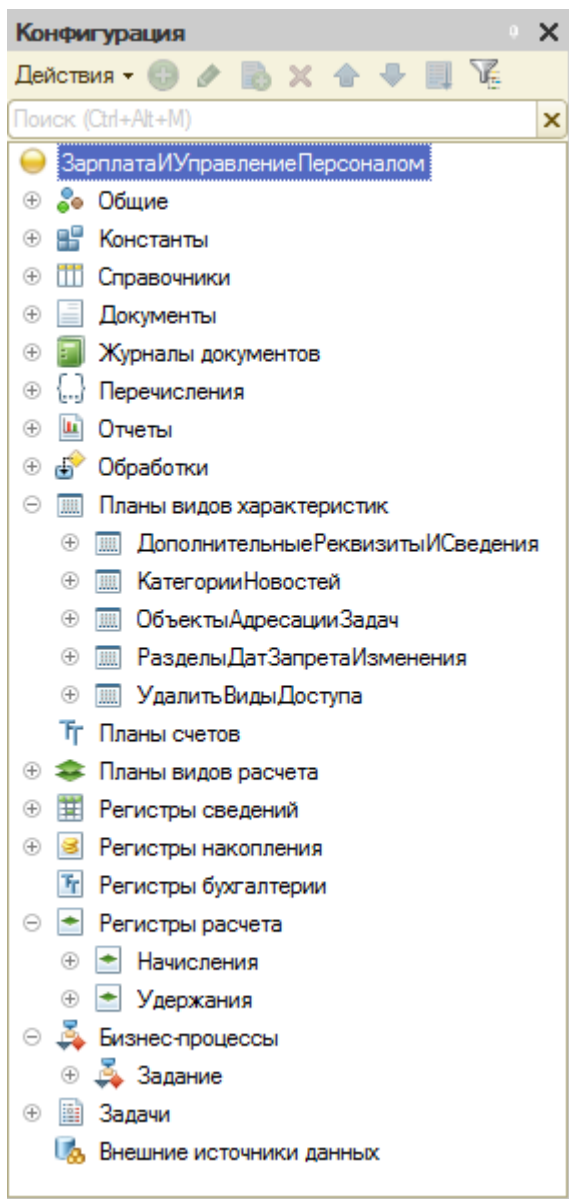 Конфигурация
Действия
Поиск (Ctrl+Alt+M)
ЗарплатаИУправлениеПерсоналом
Общие
Константы
Справочники
Документы
Журналы документов
Перечисления
Отчеты
Обработки
Планы видов характеристик
ДополнительныеРеквизитыИСведения
КатегорииНовостей
ОбъектыАдресацииЗадач
РазделыДатЗапретаИзменения
УдалитьВидыДоступа
Планы счетов
Планы видов расчета
Регистры сведений
Регистры накопления
Регистры бухгалтерии
Регистры расчета
Начисления
Удержания
Бизнес-процессы
Задание
Задачи
Внешние источники данных